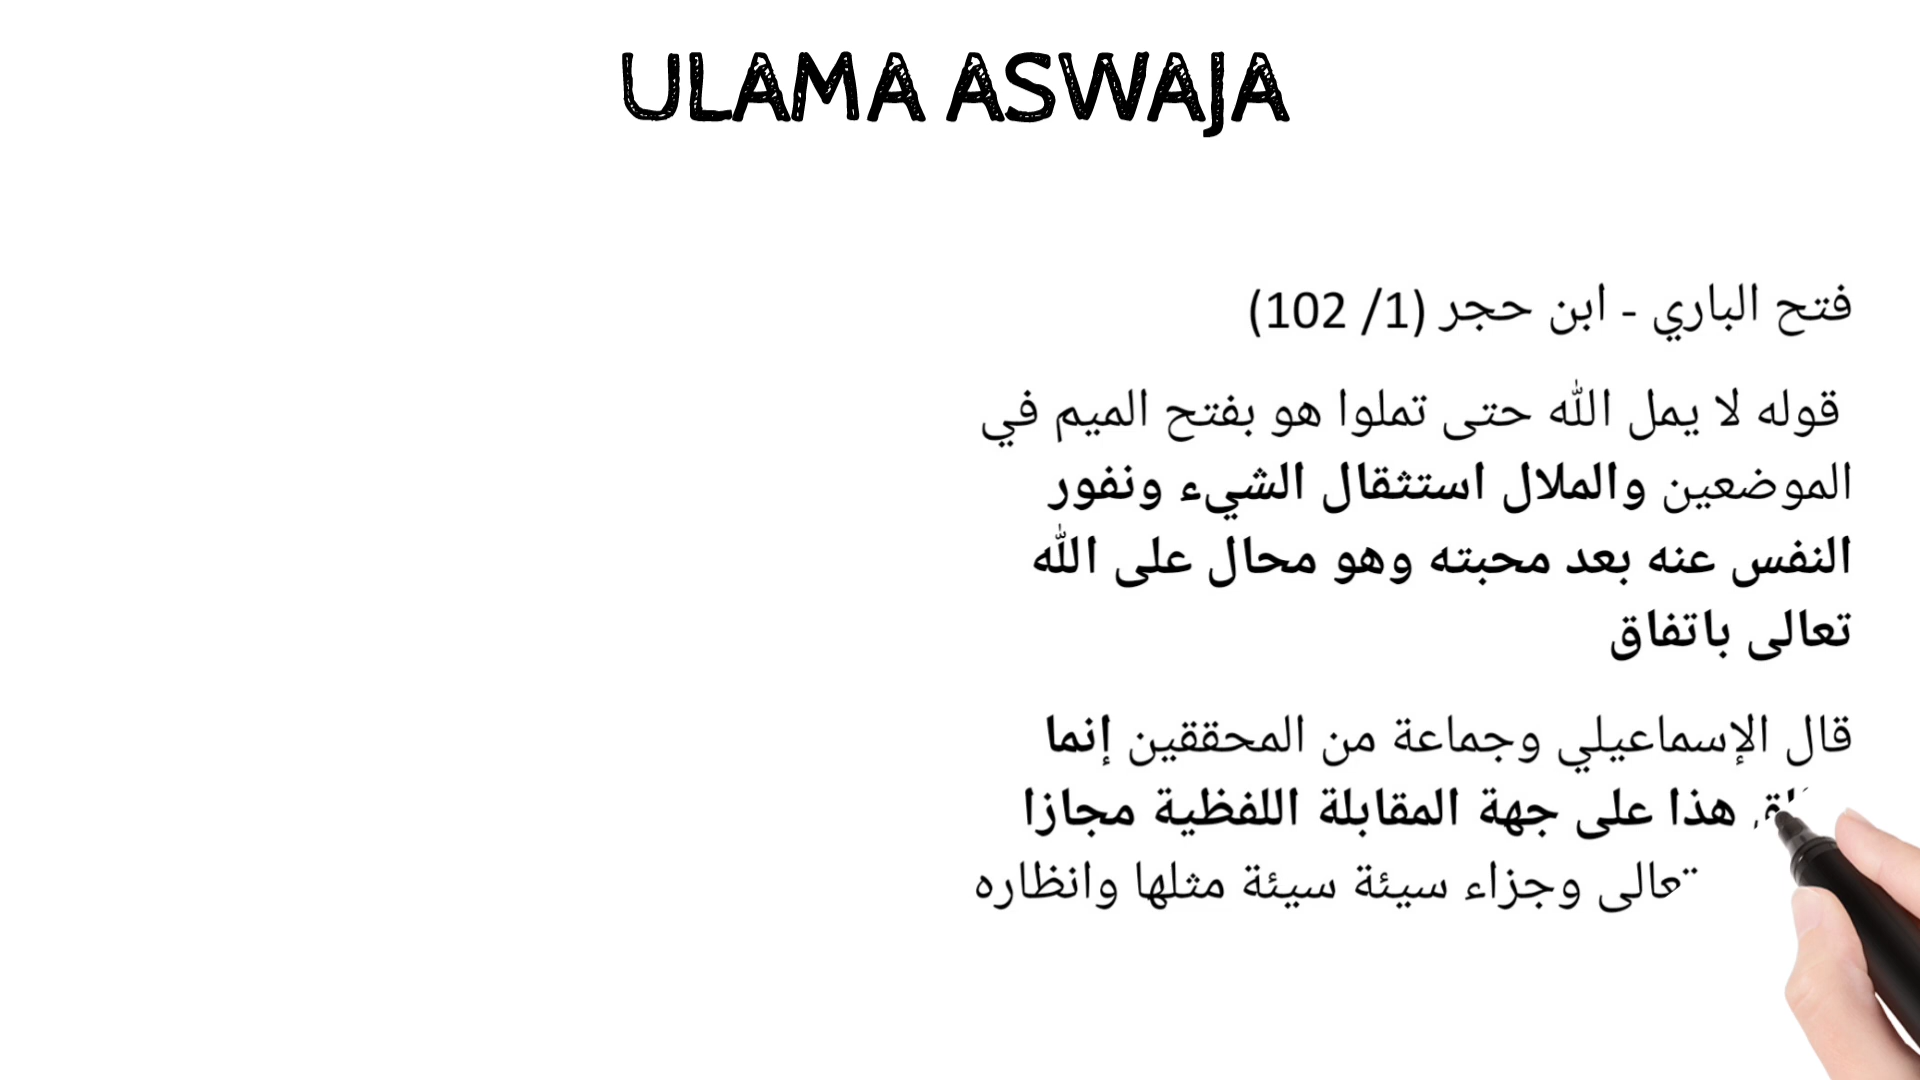 ULAMA ASWAJA
فتح الباري - ابن حجر (1/ 102)
قوله لا يمل الله حتى تملوا هو بفتح الميم في
الموضعين والملال استثقال الشيء ونفور
النفس عنه بعد محبته وهو محال على الله
تعالى باتفاق
قال الإسماعيلي وجماعة من المحققين إنما
هذا على جهة المقابلة اللفظية مجازا
تعالى وجزاء سيئة سيئة مثلها وانظاره